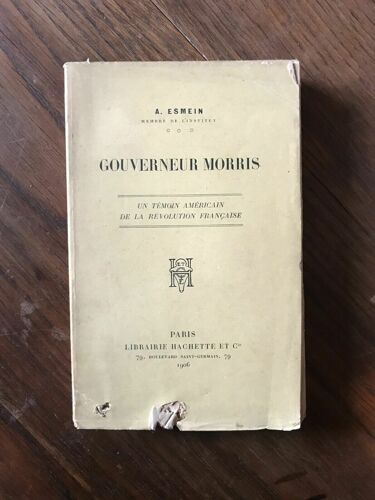 A. ESMEIN
MEMBRE DE L'INSTITUT
GOUVERNEUR MORRIS
UN TÉMOIN AMÉRICAIN
DE LA RÉVOLUTION FRANÇAISE
PARIS
LIBRAIRIE HACHETTE ET Cie
79, BOULEVARD SAINT-GERMAIN, 79
1906